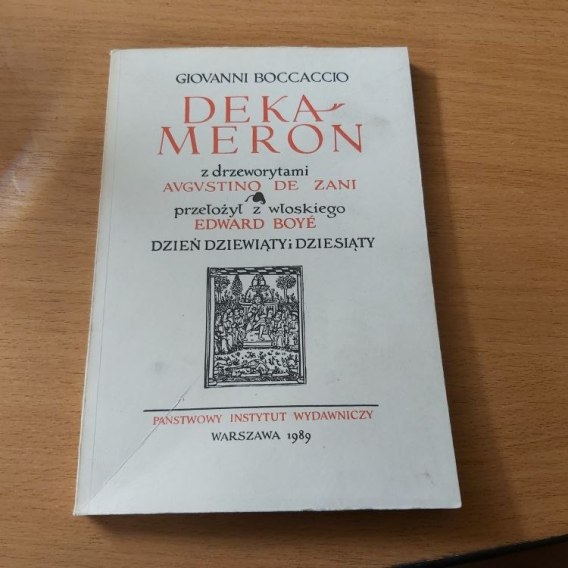 GIOVANNI BOCCACCIO
DEKA-
MERON
z drzeworytami
AVGVSTINO DE ZANI
przełożył z włoskiego
EDWARD BOYÉ
DZIEŃ DZIEWIĄTY i DZIESIĄTY
PAŃSTWOWY INSTYTUT WYDAWNICZY
WARSZAWA 1989